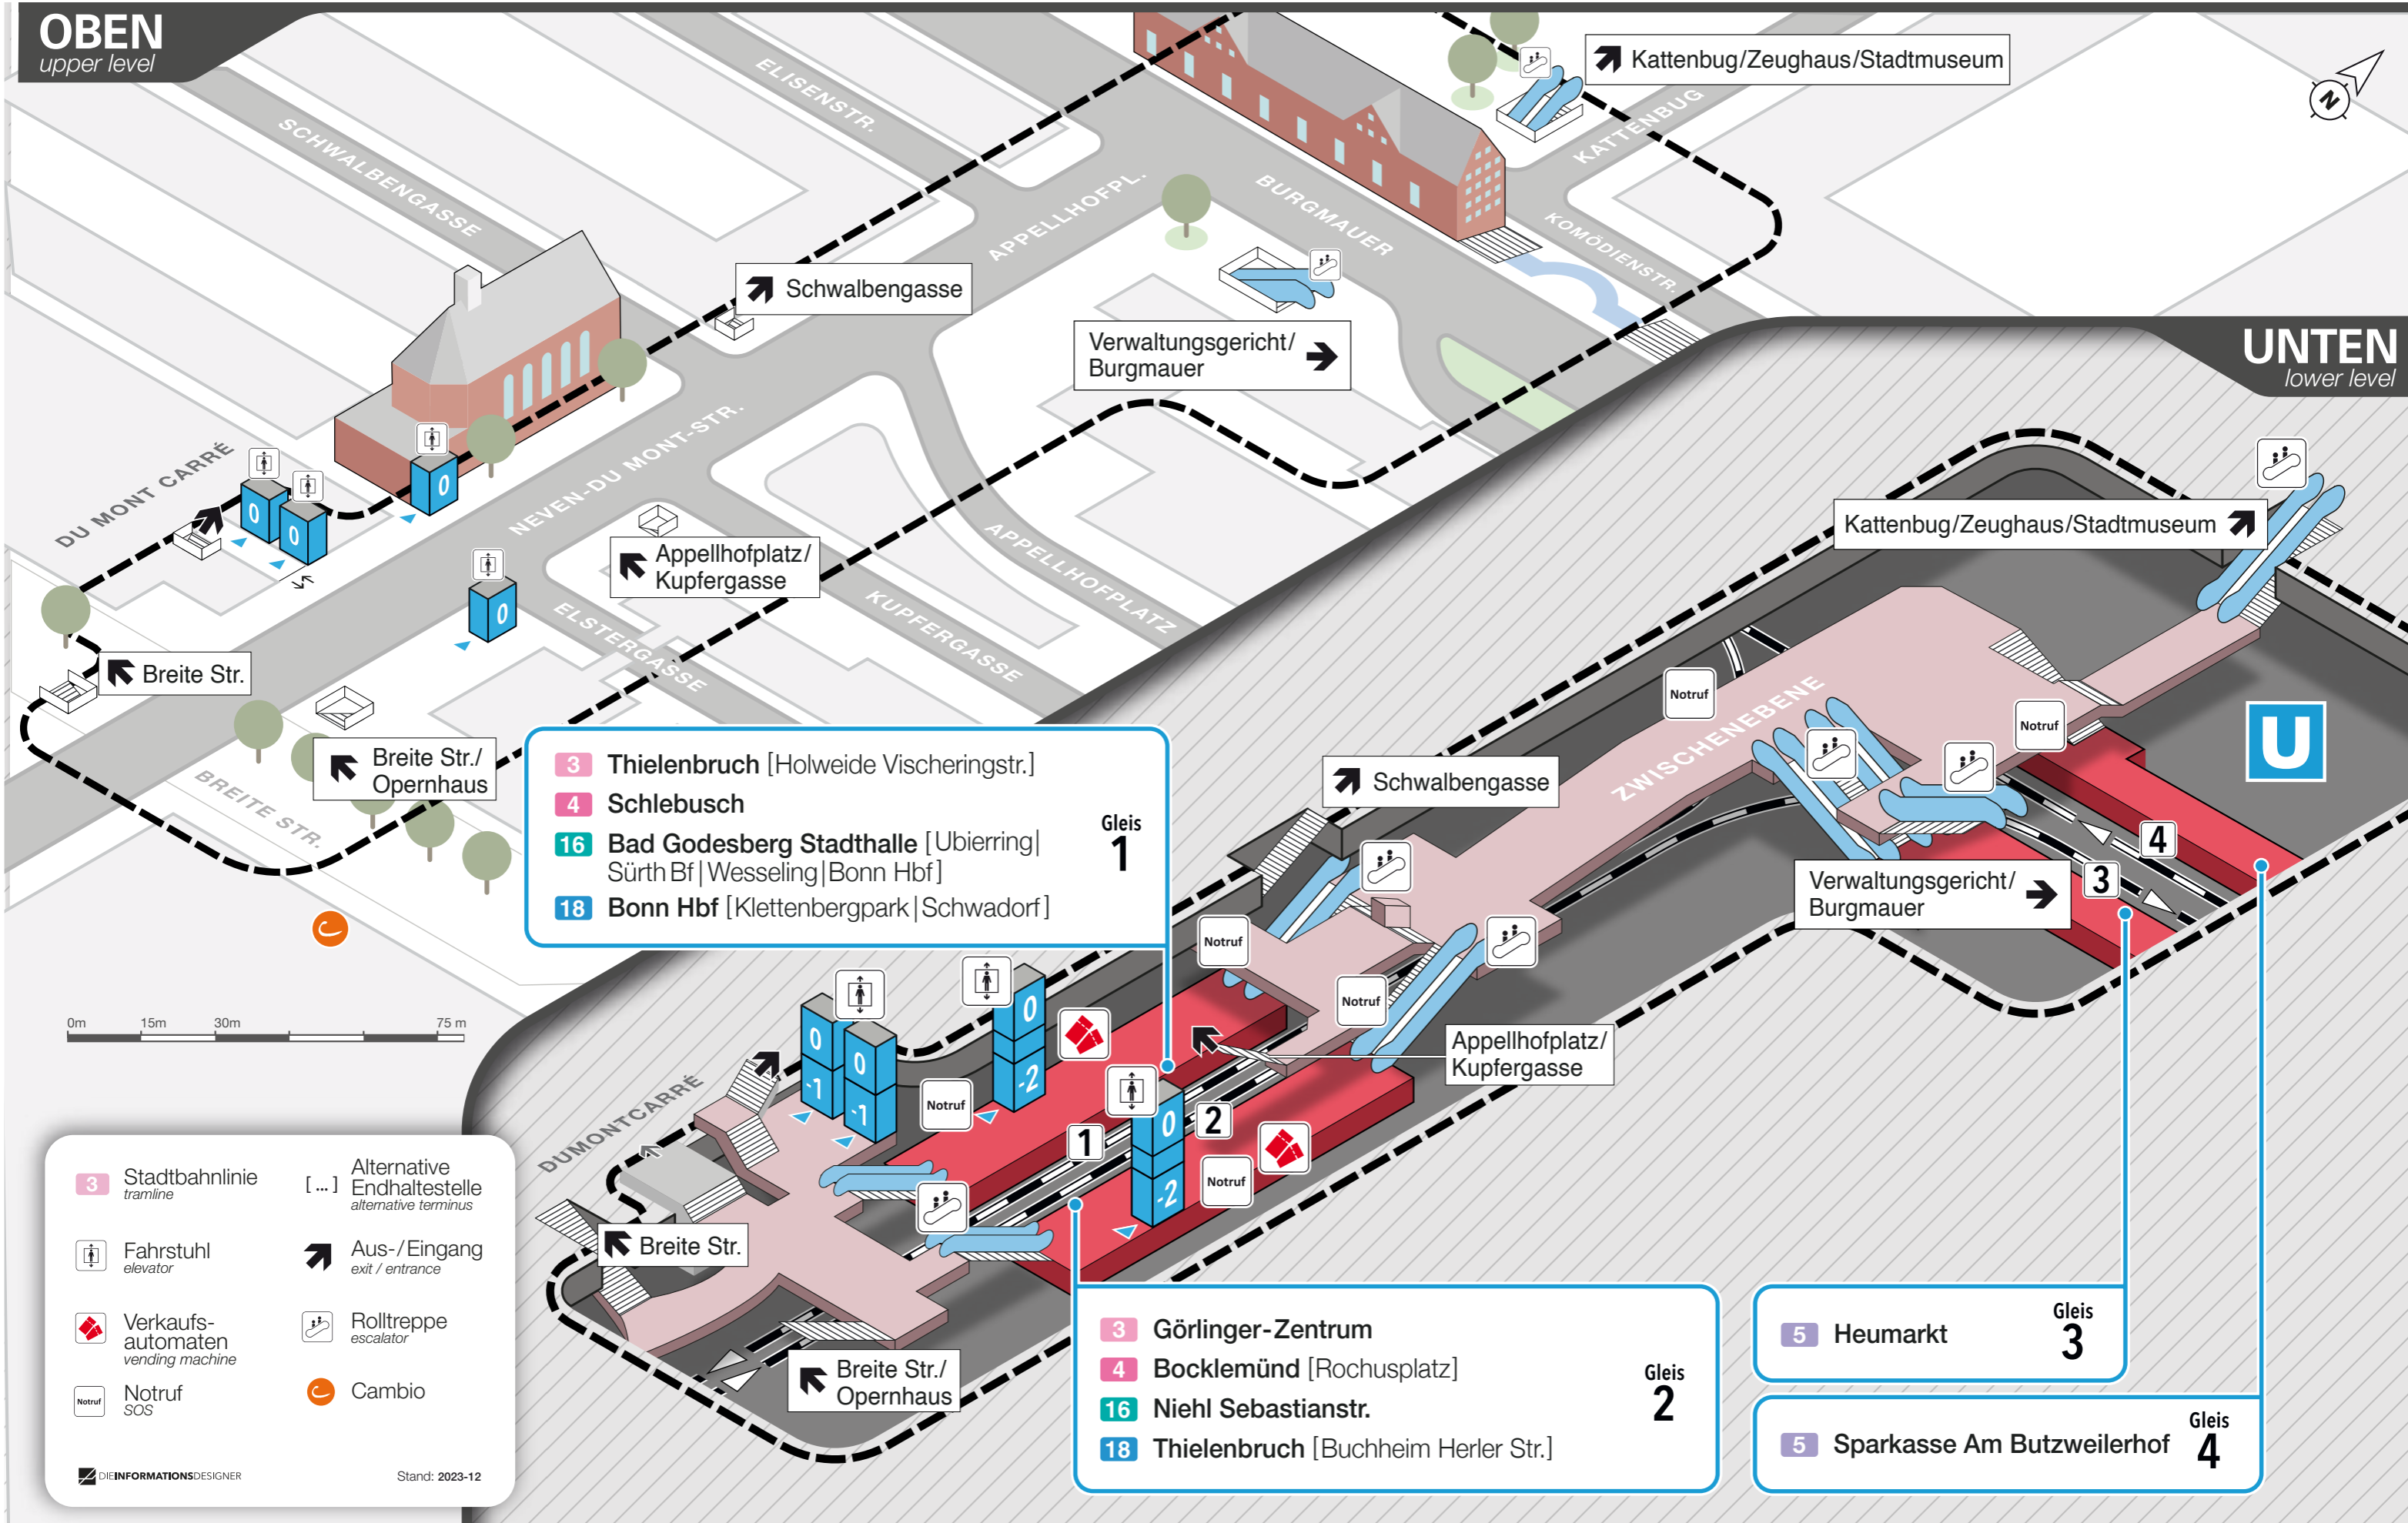 OBEN
upper level
ELISENSTR.
SCHWALBENGASSE
Kattenbug/Zeughaus/Stadtmuseum
N
KATTENBUG
APPELLHOFPL.
BURGMAUER
KOMÖDIENSTR.
Schwalbengasse
Verwaltungsgericht/
Burgmauer
UNTEN
lower level
DU MONT CARRÉ
0
0
0
NEVEN-DU MONT-STR.
0
Appellhofplatz/
Kupfergasse
APPELLHOFPLATZ
KUPFERGASSE
ELSTERGASSE
Breite Str.
Breite Str./
Opernhaus
BREITE STR.
3 Thielenbruch [Holweide Vischeringstr.]
4 Schlebusch
16 Bad Godesberg Stadthalle [Ubierring|
Sürth Bf|Wesseling|Bonn Hbf]
18 Bonn Hbf [Klettenbergpark|Schwadorf]
Gleis
1
Kattenbug/Zeughaus/Stadtmuseum
Notruf
Notruf
U
ZWISCHENEBENE
Schwalbengasse
4
3
Verwaltungsgericht/
Burgmauer
Notruf
Notruf
Appellhofplatz/
Kupfergasse
0m 15m 30m 75 m
0
-1
0
-1
0
-2
Notruf
DUMONTCARRÉ
1
2
0
-2
Notruf
Breite Str.
Breite Str./
Opernhaus
3 Görlinger-Zentrum
4 Bocklemünd [Rochusplatz]
16 Niehl Sebastianstr.
18 Thielenbruch [Buchheim Herler Str.]
Gleis
2
5 Heumarkt
Gleis
3
5 Sparkasse Am Butzweilerhof
Gleis
4
3 Stadtbahnlinie
tramline
[ ... ] Alternative
Endhaltestelle
alternative terminus
Fahrstuhl
elevator
Aus-/Eingang
exit / entrance
Verkaufs-
automaten
vending machine
Rolltreppe
escalator
Notruf Notruf
SOS
Cambio
DIEINFORMATIONSDESIGNER
Stand: 2023-12